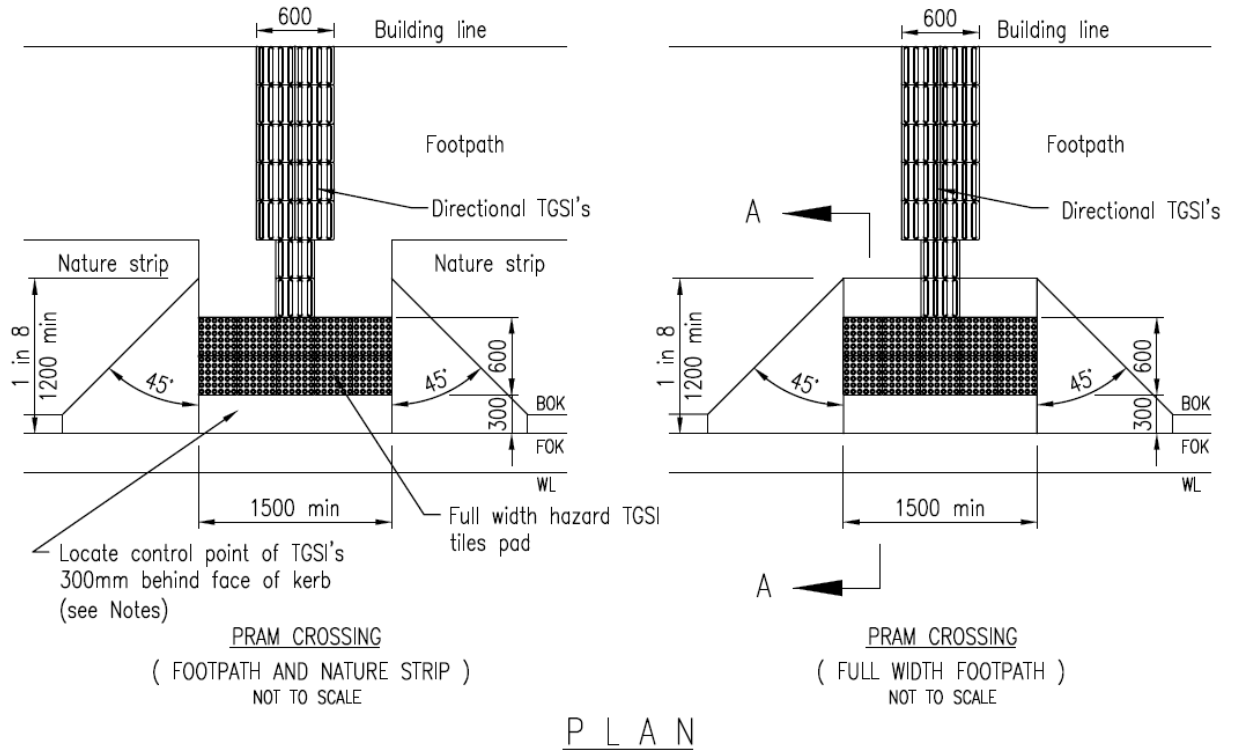 600
Building line
Footpath
Directional TGSI's
Nature strip
Nature strip
1 in 8
1200 min
45°
45°
600
300
BOK
FOK
WL
1500 min
Full width hazard TGSI
tiles pad
Locate control point of TGSI's
300mm behind face of kerb
(see Notes)
PRAM CROSSING
( FOOTPATH AND NATURE STRIP )
NOT TO SCALE
600
Building line
Footpath
Directional TGSI's
A
1 in 8
1200 min
45°
45°
600
300
BOK
FOK
WL
1500 min
A
PRAM CROSSING
( FULL WIDTH FOOTPATH )
NOT TO SCALE
PLAN